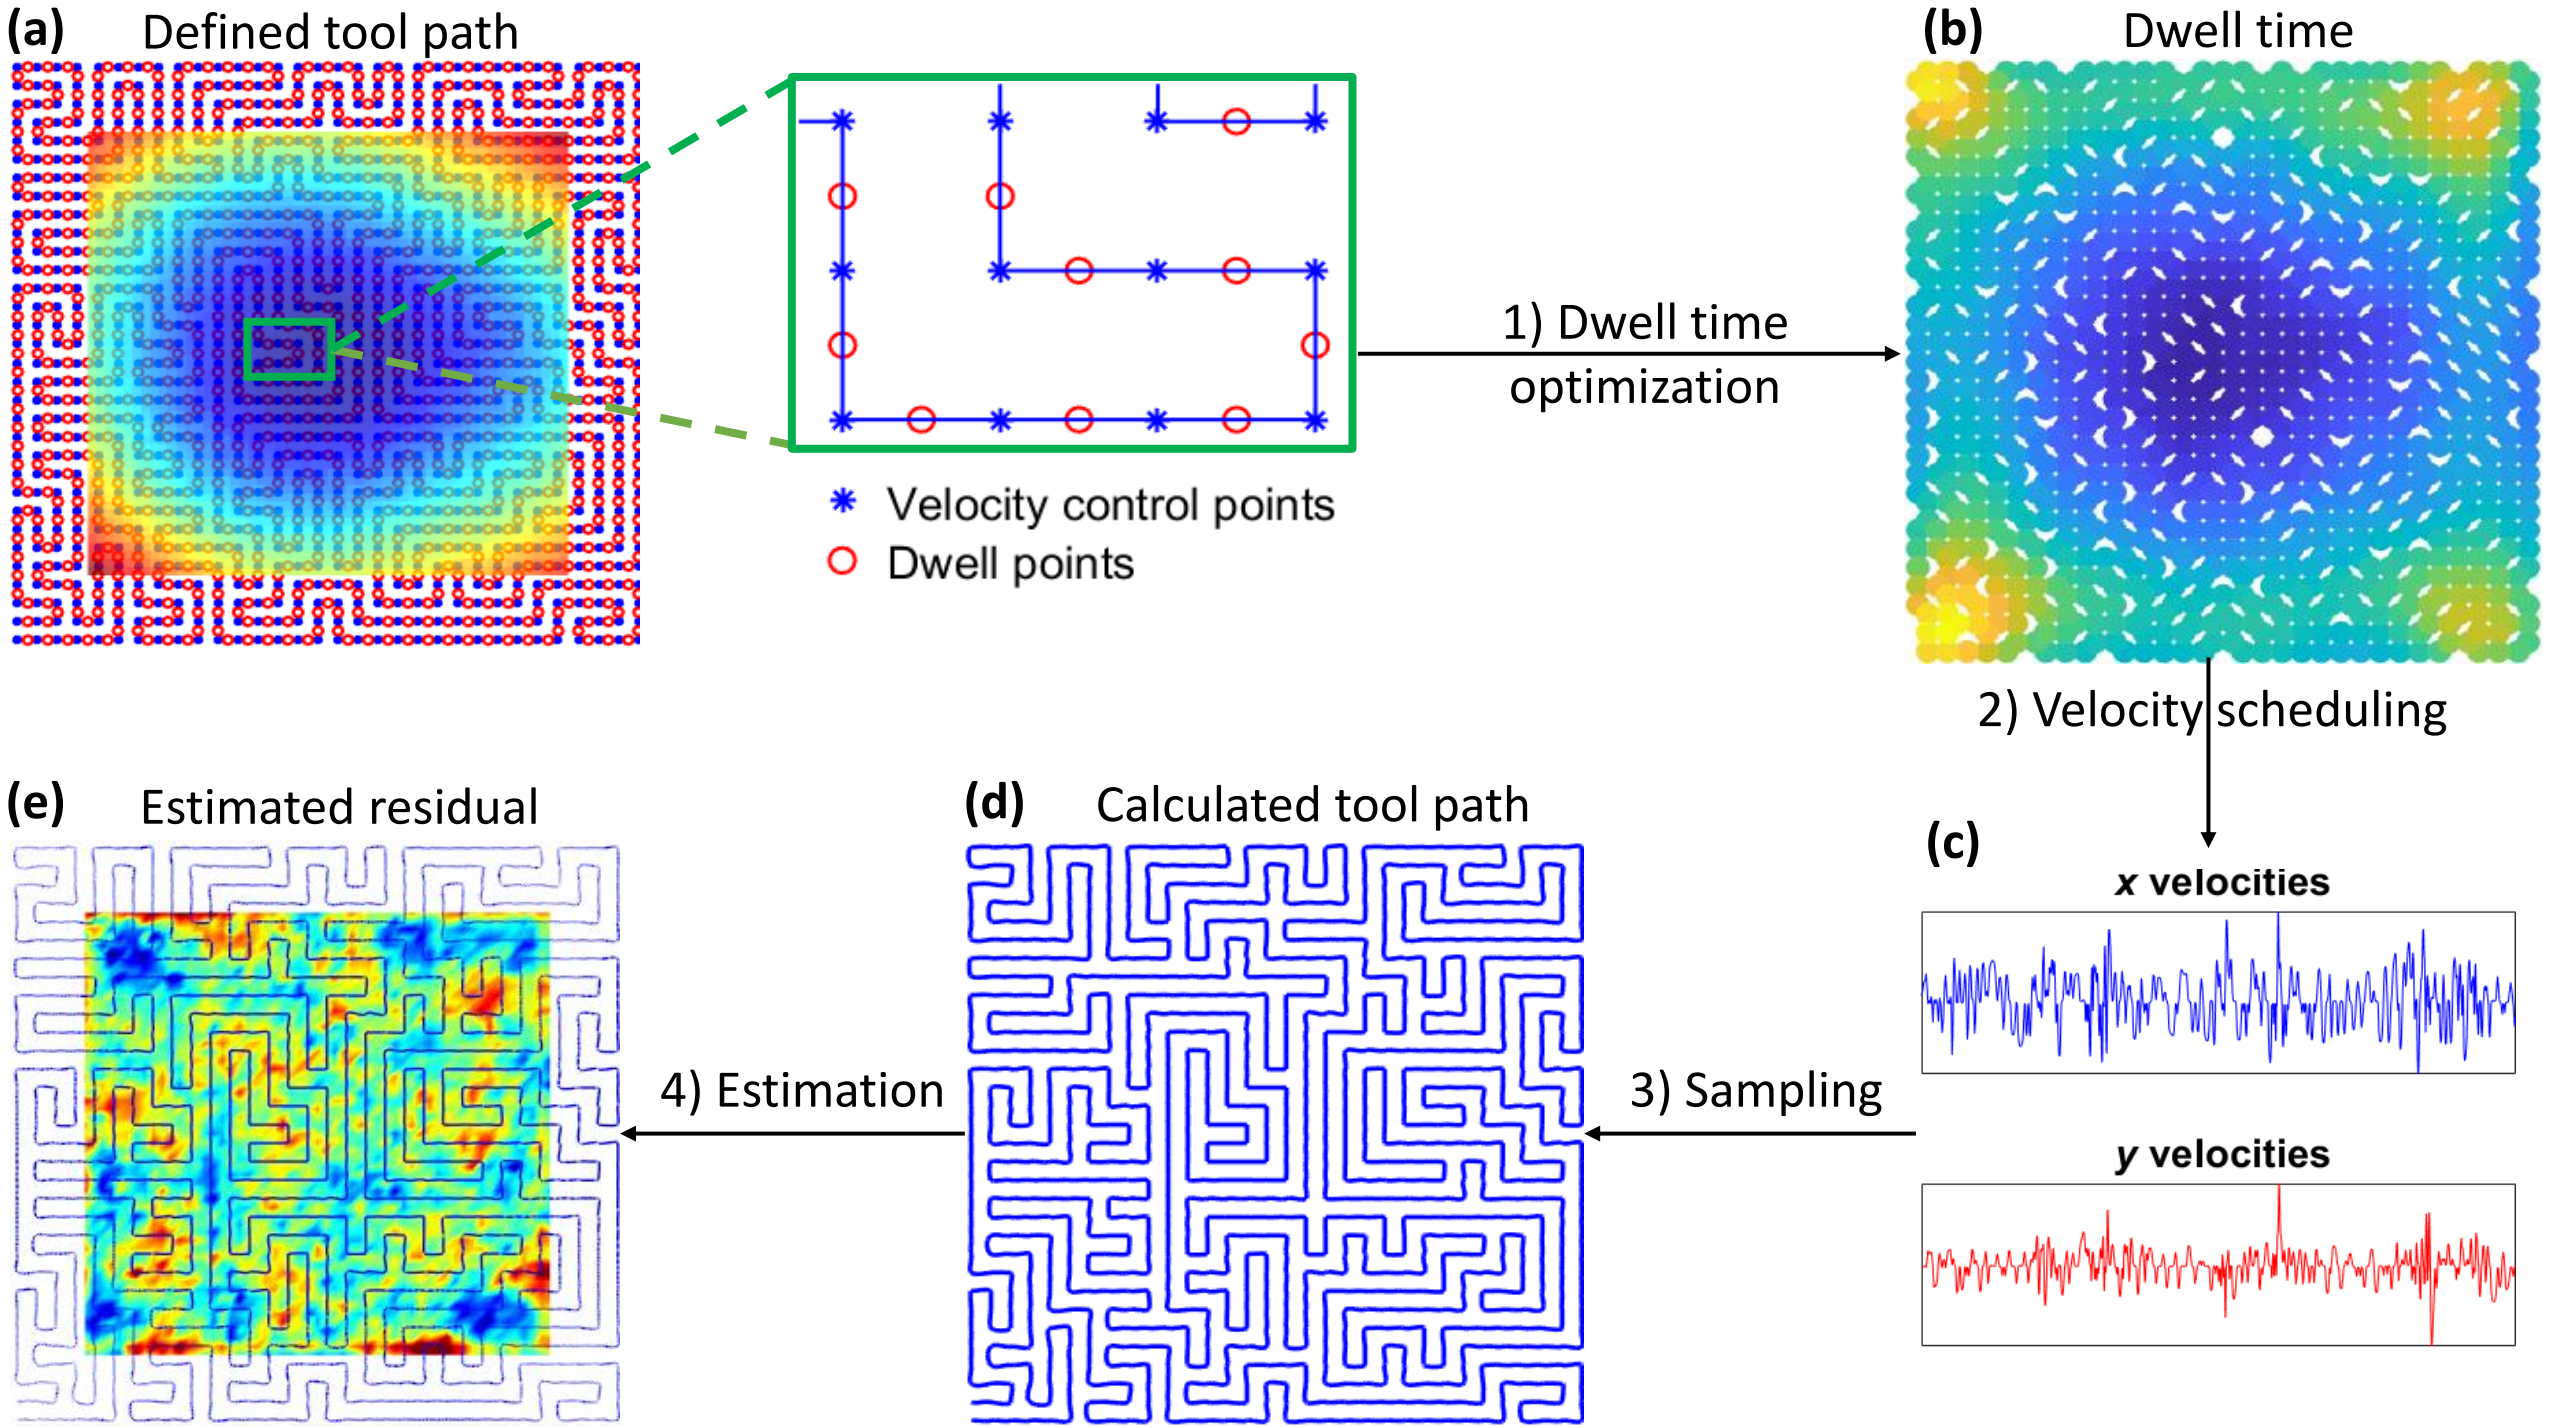 (a) Defined tool path
Velocity control points
Dwell points
1) Dwell time
optimization
(b) Dwell time
2) Velocity scheduling
(c)
x velocities
y velocities
3) Sampling
(d) Calculated tool path
4) Estimation
(e) Estimated residual